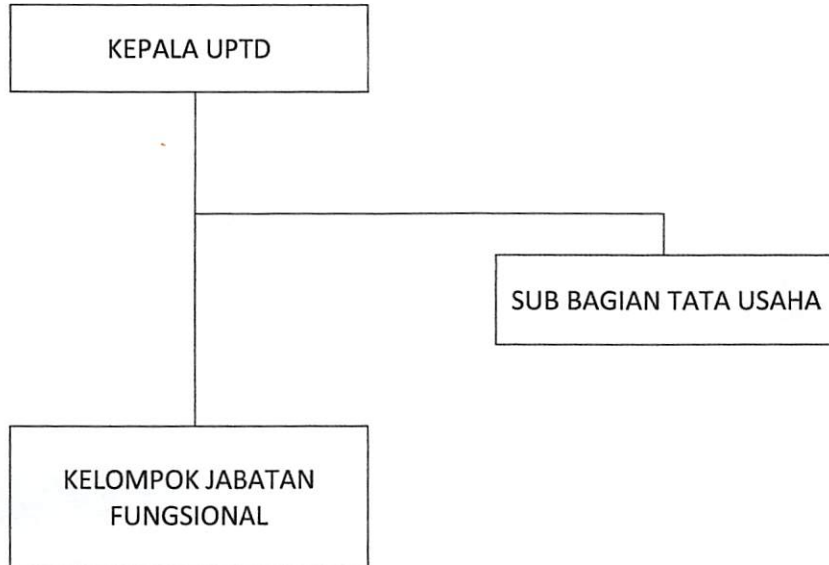 KEPALA UPTD
SUB BAGIAN TATA USAHA
KELOMPOK JABATAN
FUNGSIONAL